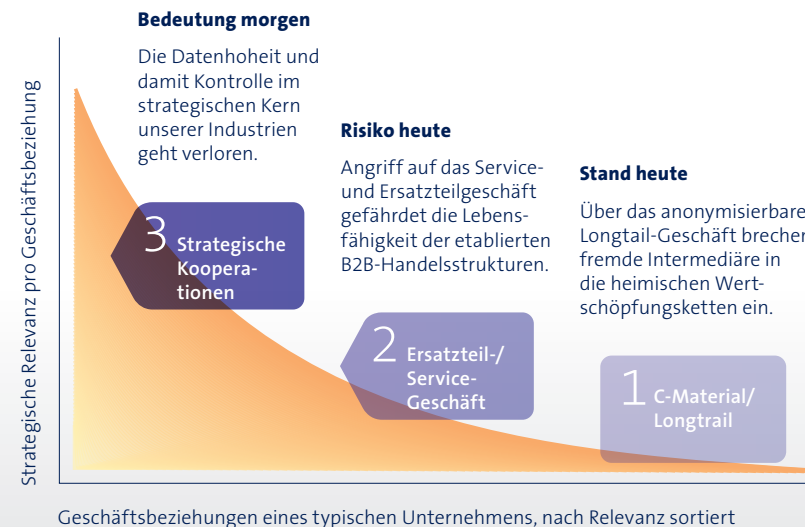 Bedeutung morgen
Die Datenhoheit und
damit Kontrolle im
strategischen Kern
unserer Industrien
geht verloren.
Risiko heute
Angriff auf das Service-
und Ersatzteilgeschäft
gefährdet die Lebens-
fähigkeit der etablierten
B2B-Handelsstrukturen.
Stand heute
Über das anonymisierbare
Longtail-Geschäft brechen
fremde Intermediäre in
die heimischen Wert-
schöpfungsketten ein.
3 Strategische
Koopera-
tionen
2 Ersatzteil-/
Service-
Geschäft
1 C-Material/
Longtrail
Strategische Relevanz pro Geschäftsbeziehung
Geschäftsbeziehungen eines typischen Unternehmens, nach Relevanz sortiert